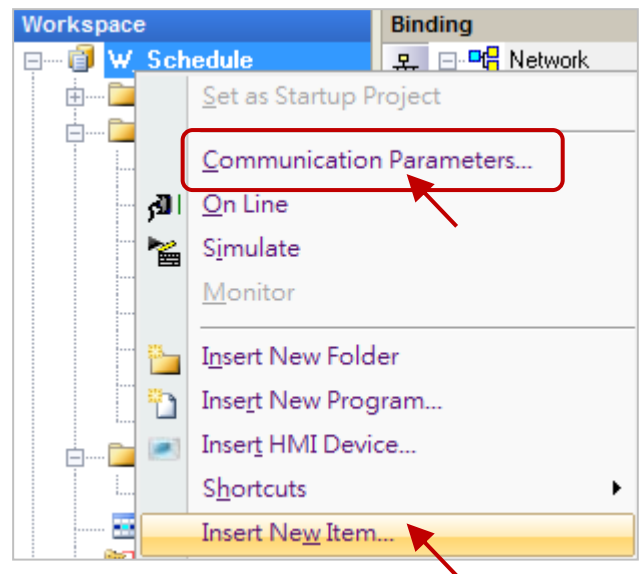 Workspace
Binding
W_Schedule
Network
Set as Startup Project
Communication Parameters...
On Line
Simulate
Monitor
Insert New Folder
Insert New Program...
Insert HMI Device...
Shortcuts
Insert New Item...